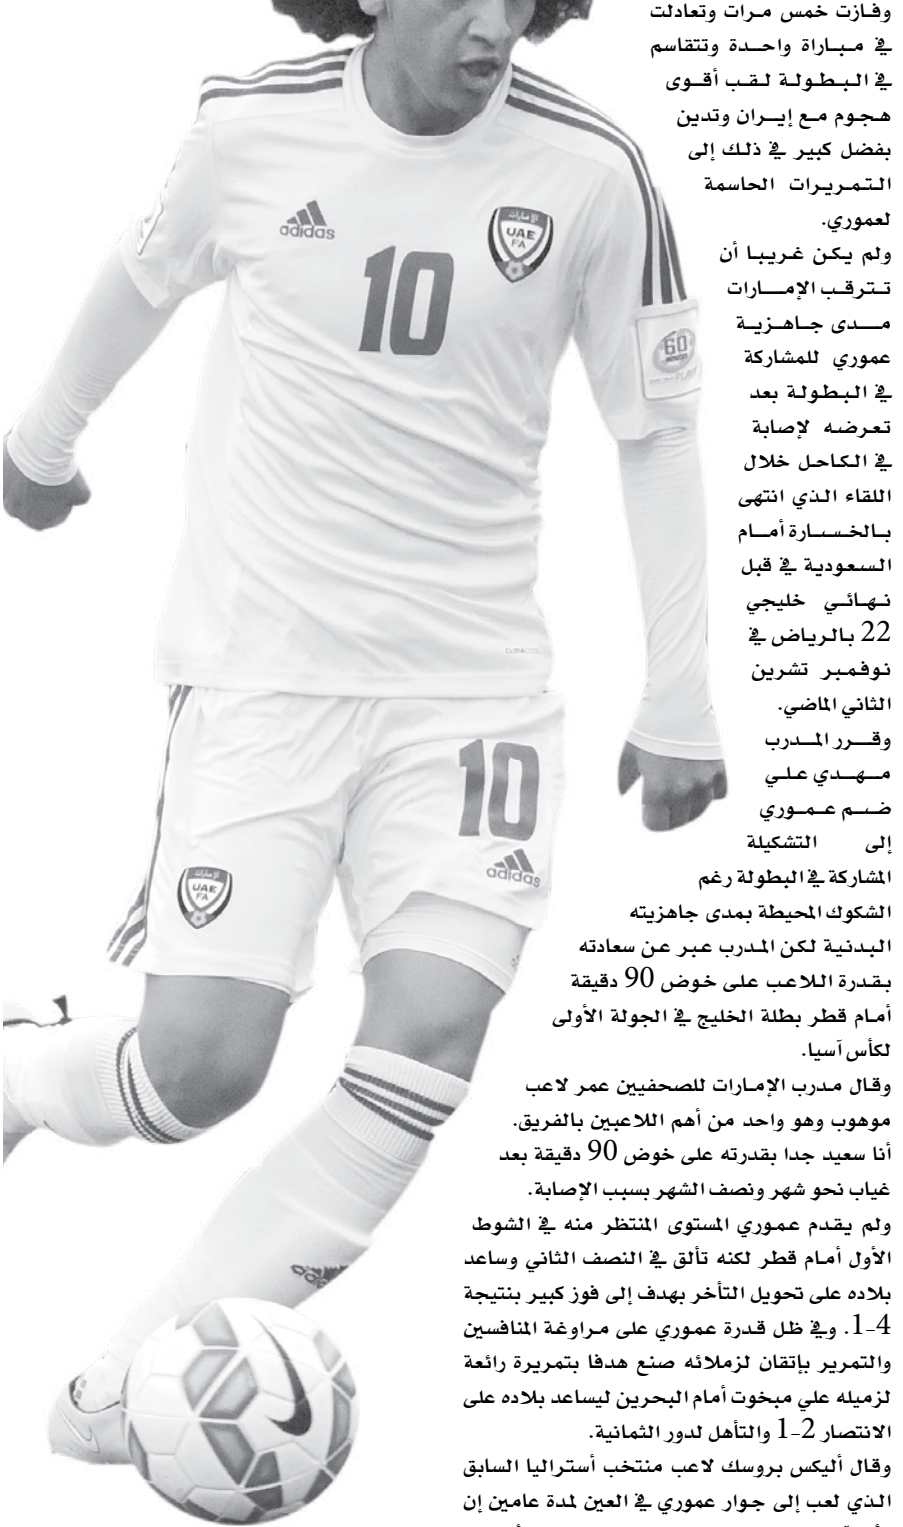 وفازت خمس مرات وتعادلت
في مباراة واحدة وتتقاسم
في البطولة لقب أقوى
هجوم مع إيران وتدين
بفضل كبير في ذلك إلى
التمريرات الحاسمة
لعموري.
ولم يكن غريبا أن
تترقب الإمارات
مدى جاهزية
عموري للمشاركة
في البطولة بعد
تعرضه لإصابة
في الكاحل خلال
اللقاء الذي انتهى
بالخسارة أمام
السعودية في قبل
نهائي خليجي
22 بالرياض في
نوفمبر تشرين
الثاني الماضي.
وقرر المدرب
مهدي علي
ضم عموري
إلى التشكيلة
المشاركة في البطولة رغم
الشكوك المحيطة بمدى جاهزيته
البدنية لكن المدرب عبر عن سعادته
بقدرة اللاعب على خوض 90 دقيقة
أمام قطر بطلة الخليج في الجولة الأولى
لكأس آسيا.
وقال مدرب الإمارات للصحفيين عمر لاعب
موهوب وهو واحد من أهم اللاعبين بالفريق.
أنا سعيد جدا بقدرته على خوض 90 دقيقة بعد
غياب نحو شهر ونصف الشهر بسبب الإصابة.
ولم يقدم عموري المستوى المنتظر منه في الشوط
الأول أمام قطر لكنه تألق في النصف الثاني وساعد
بلاده على تحويل التأخر بهدف إلى فوز كبير بنتيجة
4-1. وفي ظل قدرة عموري على مراوغة المنافسين
والتمرير بإتقان لزملائه صنع هدفا بتمريرة رائعة
لزميله علي مبخوت أمام البحرين ليساعد بلاده على
الانتصار 2-1 والتأهل لدور الثمانية.
وقال أليكس بروسك لاعب منتخب أستراليا السابق
الذي لعب إلى جوار عموري في العين لمدة عامين إن
adidas
الإمارات
UAE
FA
10
60
CLIMACOOL
10
adidas
الإمارات
UAE
FA
adidas